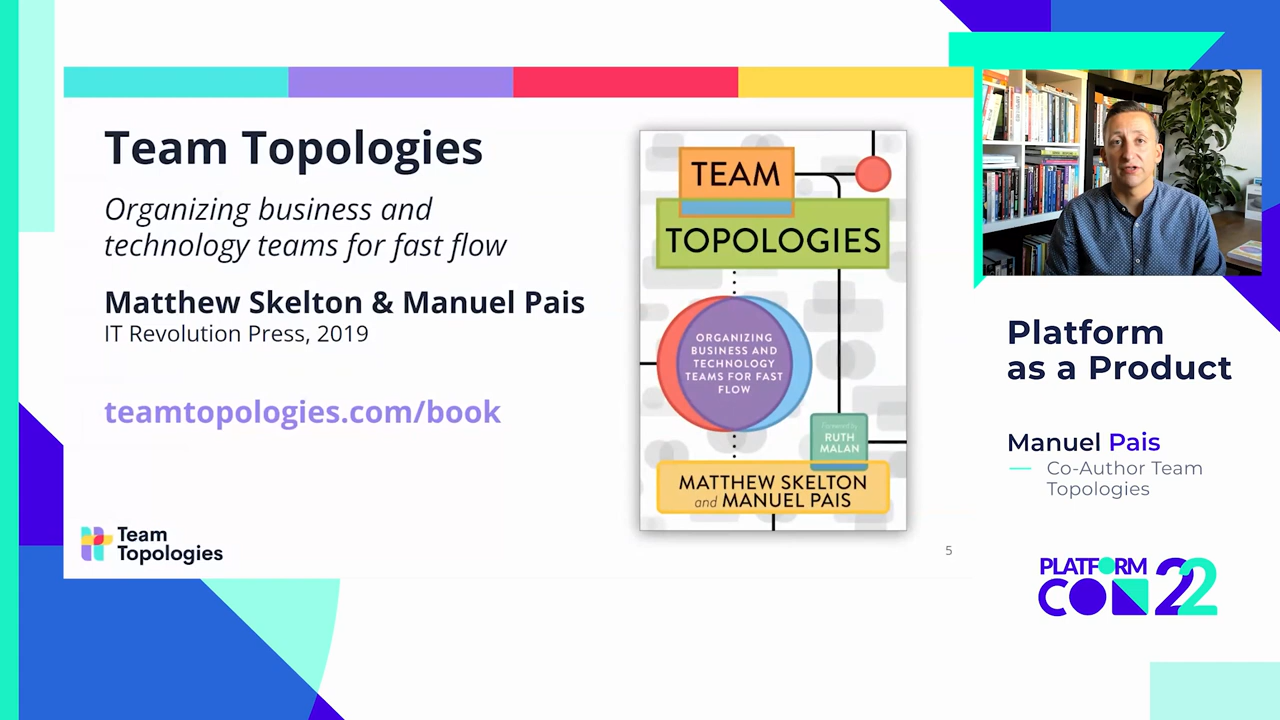 Team Topologies
Organizing business and
technology teams for fast flow
Matthew Skelton & Manuel Pais
IT Revolution Press, 2019
teamtopologies.com/book
Team
Topologies
TEAM
TOPOLOGIES
ORGANIZING
BUSINESS AND
TECHNOLOGY
TEAMS FOR FAST
FLOW
Foreword by
RUTH
MALAN
MATTHEW SKELTON
and MANUEL PAIS
5
Platform
as a Product
Manuel Pais
Co-Author Team
Topologies
PLATFORM
CON 22